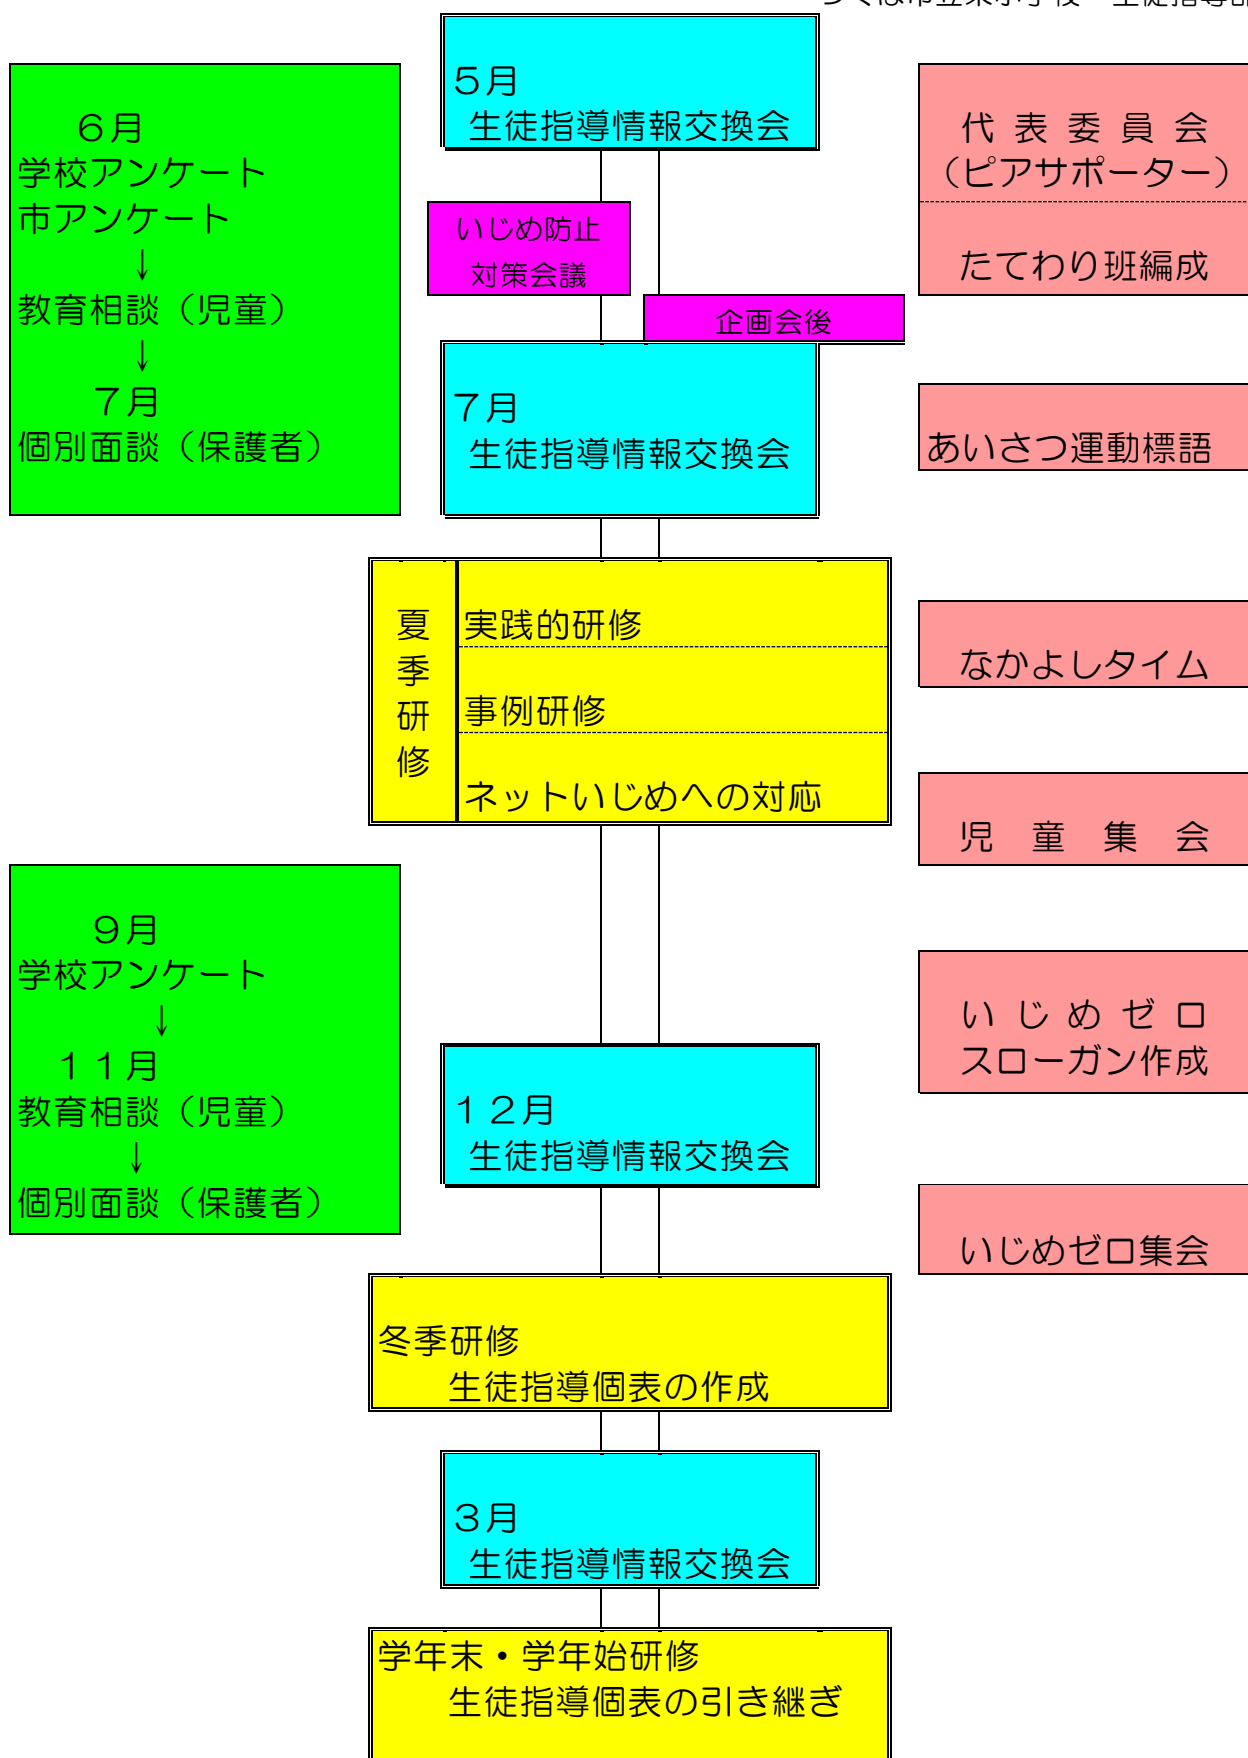 ５月
生徒指導情報交換会
６月
学校アンケート
市アンケート
↓
教育相談（児童）
↓
７月
個別面談（保護者）
いじめ防止
対策会議
企画会後
７月
生徒指導情報交換会
代表委員会
（ピアサポーター）
たてわり班編成
あいさつ運動標語
夏季研修
実践的研修
事例研修
ネットいじめへの対応
なかよしタイム
児童集会
９月
学校アンケート
↓
１１月
教育相談（児童）
↓
個別面談（保護者）
１２月
生徒指導情報交換会
いじめゼロ
スローガン作成
いじめゼロ集会
冬季研修
生徒指導個表の作成
３月
生徒指導情報交換会
学年末・学年始研修
生徒指導個表の引き継ぎ